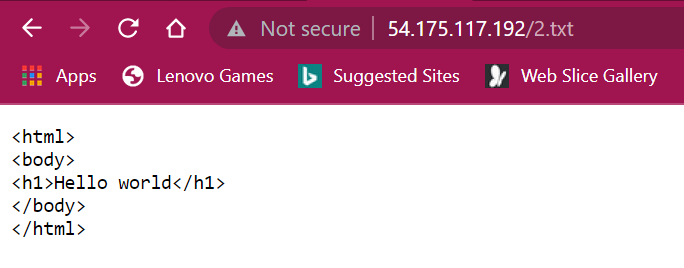 Not secure | 54.175.117.192/2.txt
Apps Lenovo Games Suggested Sites Web Slice Gallery
<html>
<body>
<h1>Hello world</h1>
</body>
</html>